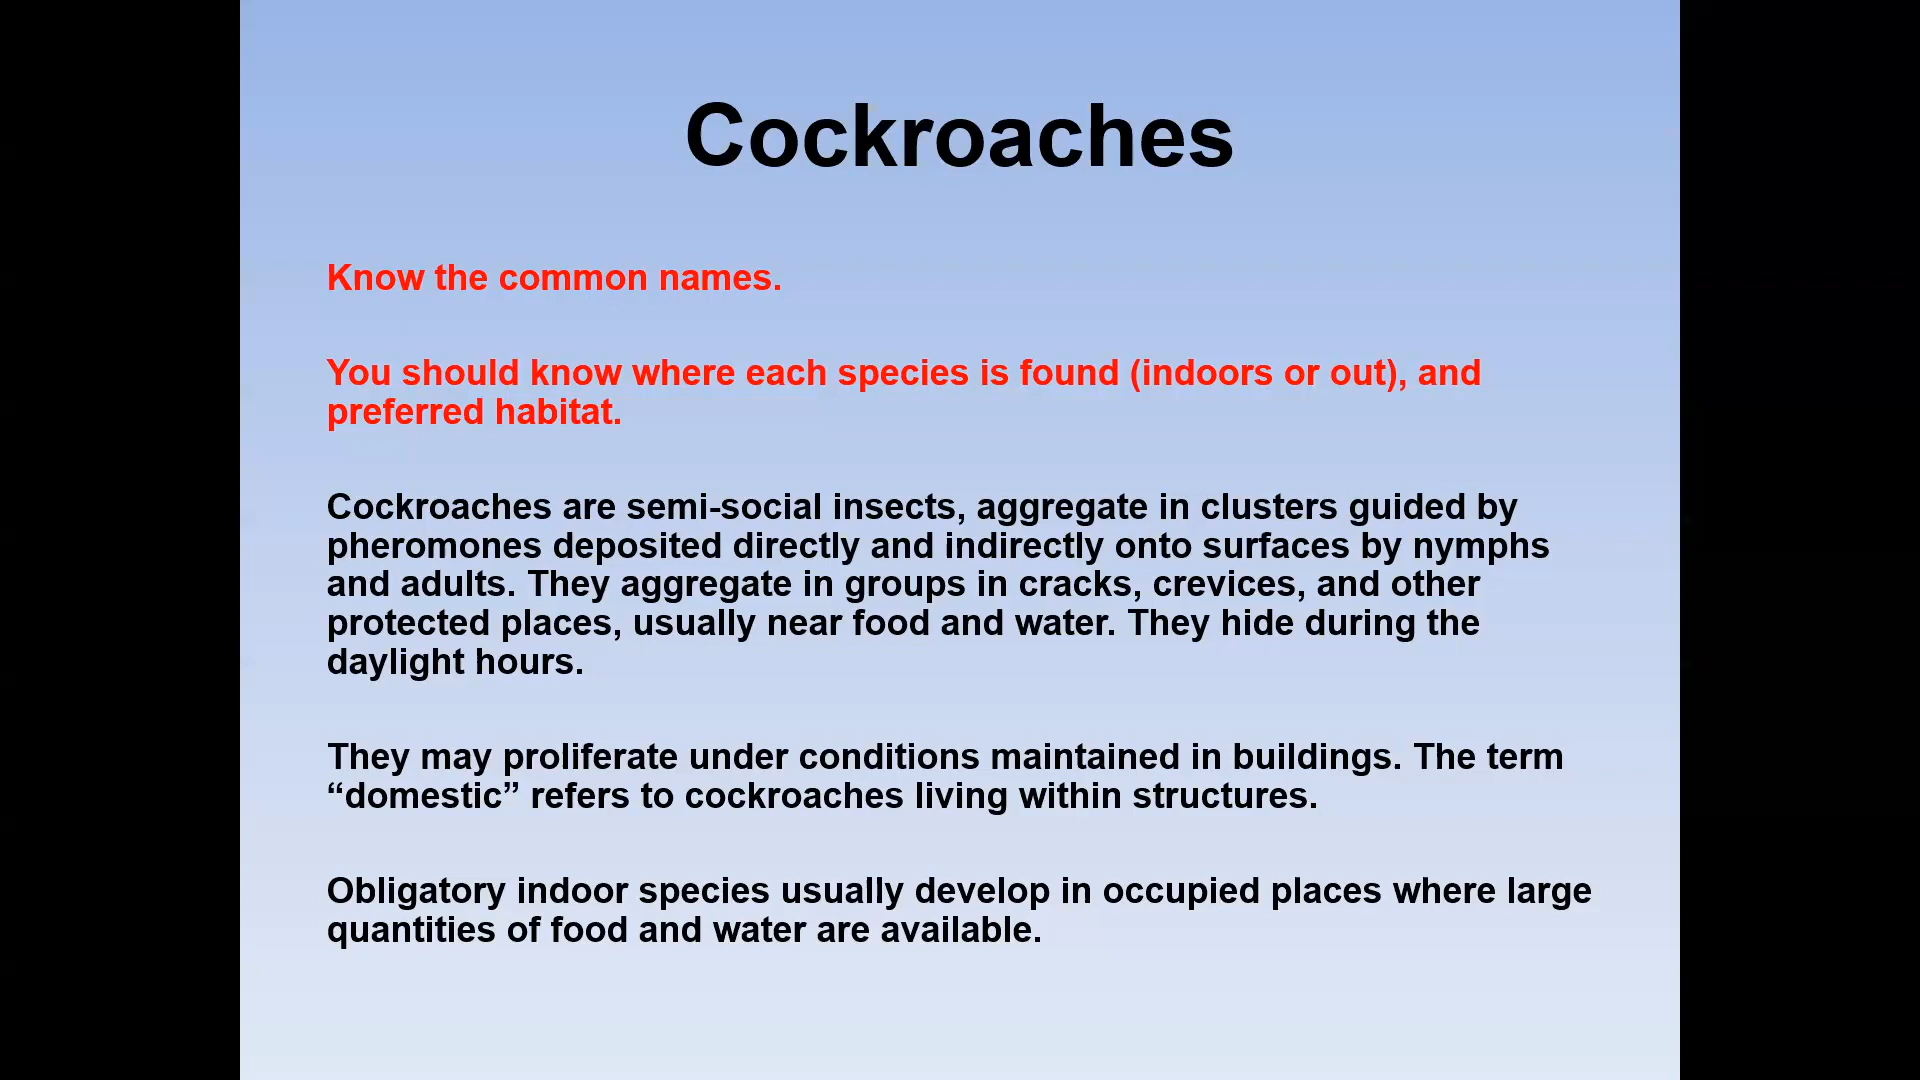 Cockroaches
Know the common names.
You should know where each species is found (indoors or out), and
preferred habitat.
Cockroaches are semi-social insects, aggregate in clusters guided by
pheromones deposited directly and indirectly onto surfaces by nymphs
and adults. They aggregate in groups in cracks, crevices, and other
protected places, usually near food and water. They hide during the
daylight hours.
They may proliferate under conditions maintained in buildings. The term
“domestic” refers to cockroaches living within structures.
Obligatory indoor species usually develop in occupied places where large
quantities of food and water are available.